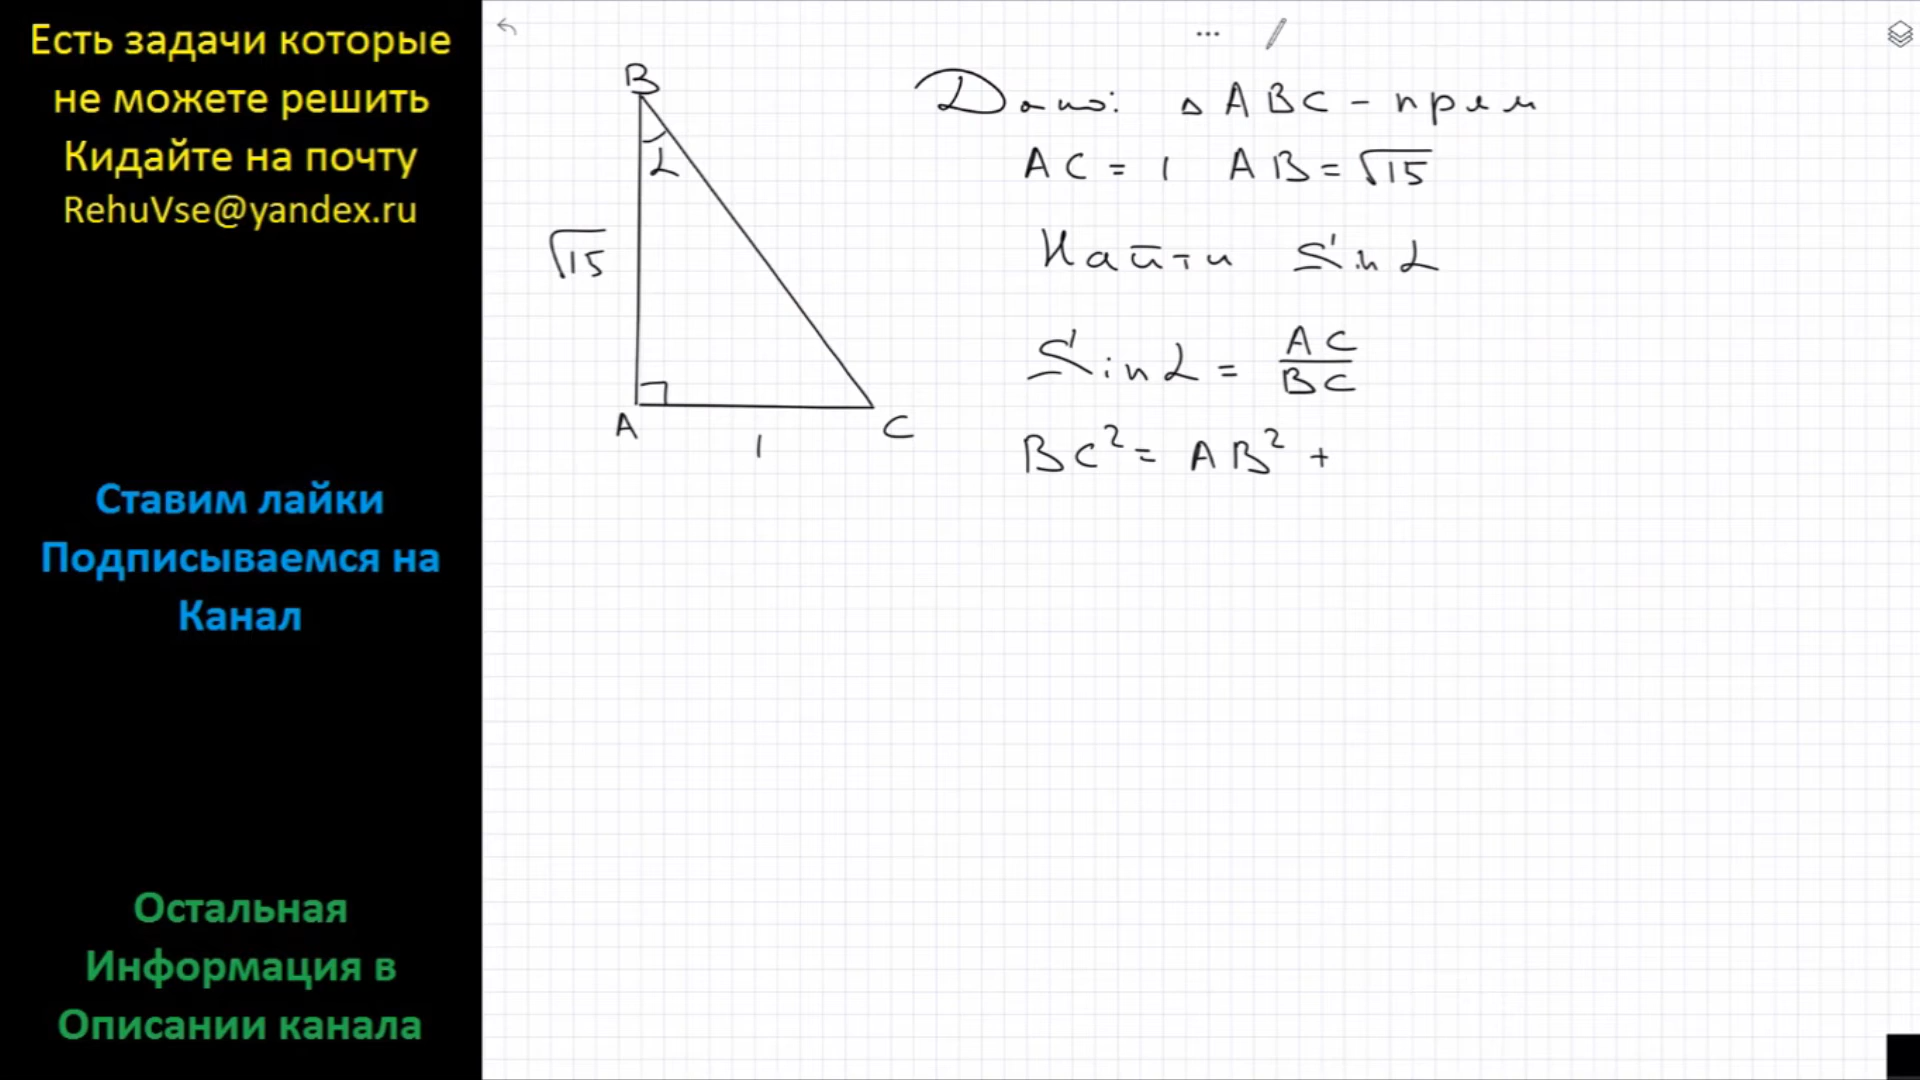 Есть задачи которые
не можете решить
Кидайте на почту
RehuVse@yandex.ru
Ставим лайки
Подписываемся на
Канал
Остальная
Информация в
Описании канала
B
α
√15
A
1
C
Дано: △ABC - прям
AC = 1 AB = √15
Найти Sin α
Sin α = AC/BC
BC² = AB² +